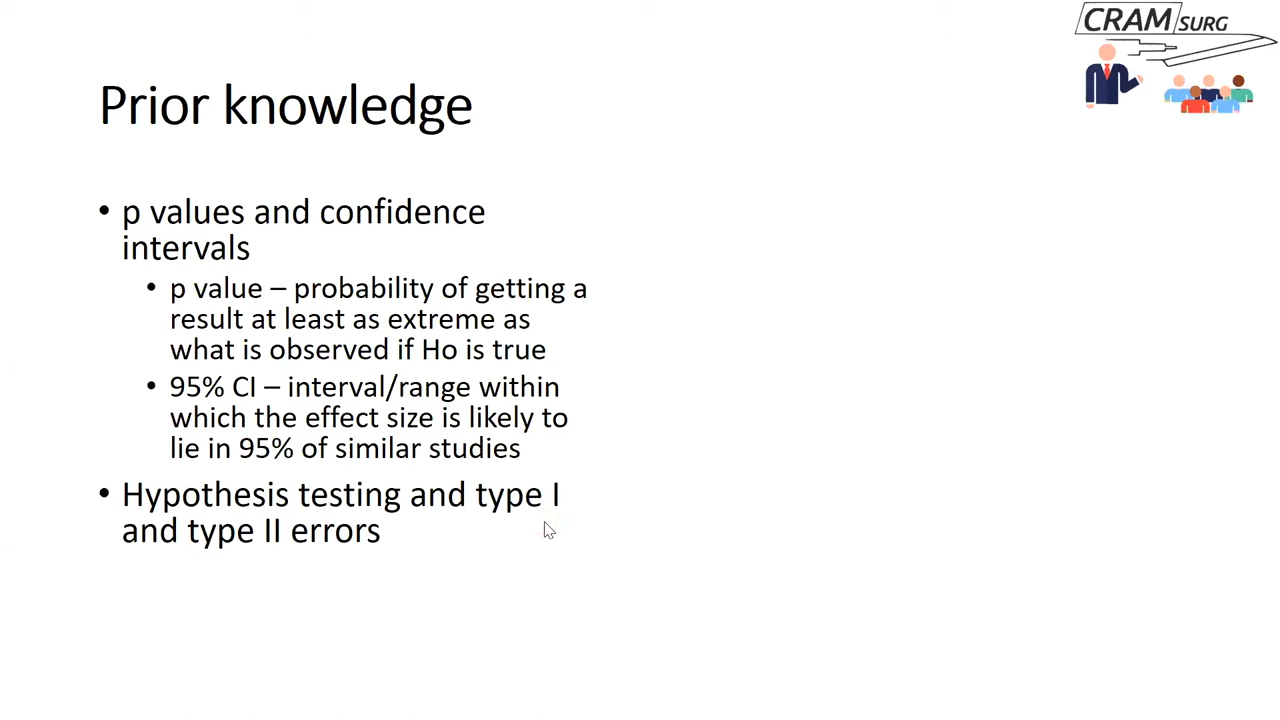 CRAM SURG
Prior knowledge
• p values and confidence
intervals
• p value – probability of getting a
result at least as extreme as
what is observed if Ho is true
• 95% CI – interval/range within
which the effect size is likely to
lie in 95% of similar studies
• Hypothesis testing and type I
and type II errors